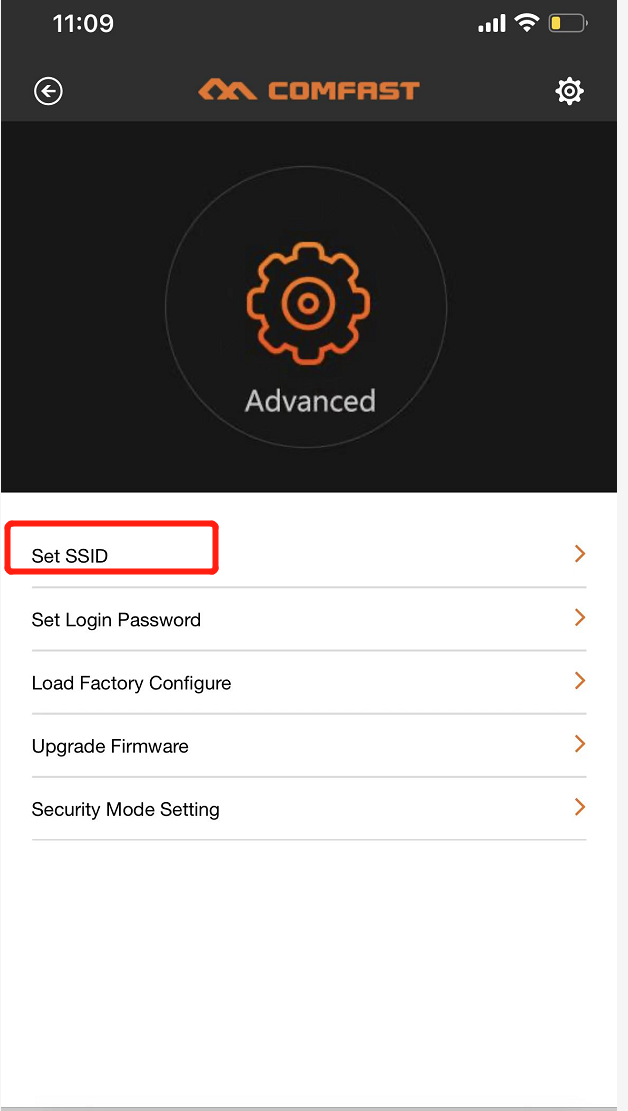 11:09
COMFAST
Advanced
Set SSID
Set Login Password
Load Factory Configure
Upgrade Firmware
Security Mode Setting